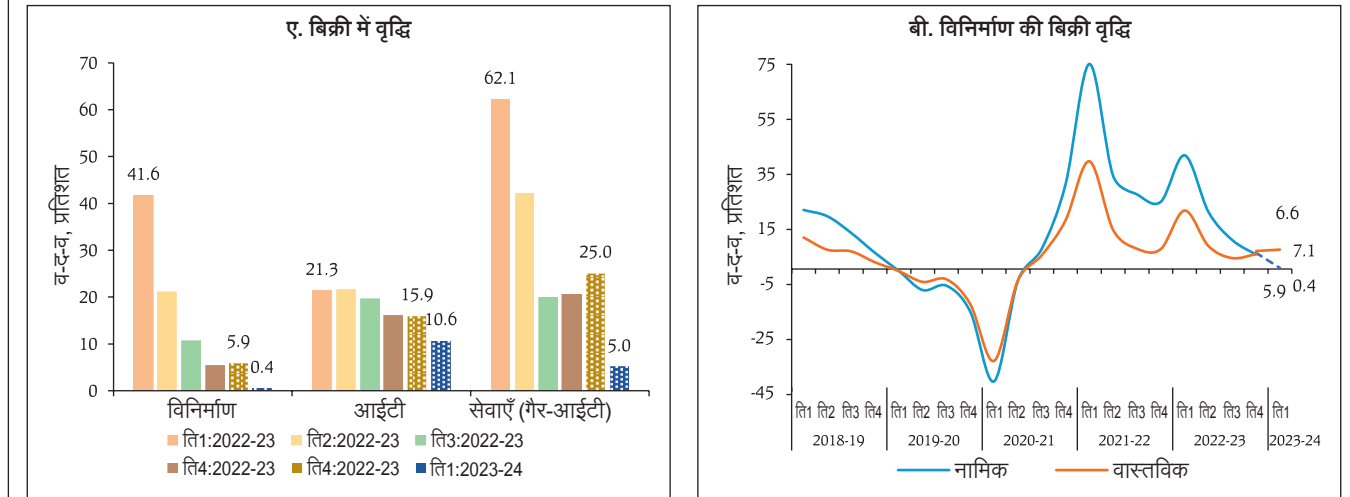 ए. बिक्री में वृद्धि
व-द-व, प्रतिशत
70
60
50
40
30
20
10
0
41.6
5.9
0.4
21.3
15.9
10.6
62.1
25.0
5.0
विनिर्माण आईटी सेवाएँ (गैर-आईटी)
ति1:2022-23 ति2:2022-23 ति3:2022-23
ति4:2022-23 ति4:2022-23 ति1:2023-24
बी. विनिर्माण की बिक्री वृद्धि
व-द-व, प्रतिशत
75
55
35
15
-5
-25
-45
6.6
7.1
5.9 0.4
ति1 ति2 ति3 ति4 ति1 ति2 ति3 ति4 ति1 ति2 ति3 ति4 ति1 ति2 ति3 ति4 ति1 ति2 ति3 ति4 ति1
2018-19 2019-20 2020-21 2021-22 2022-23 2023-24
नामिक वास्तविक